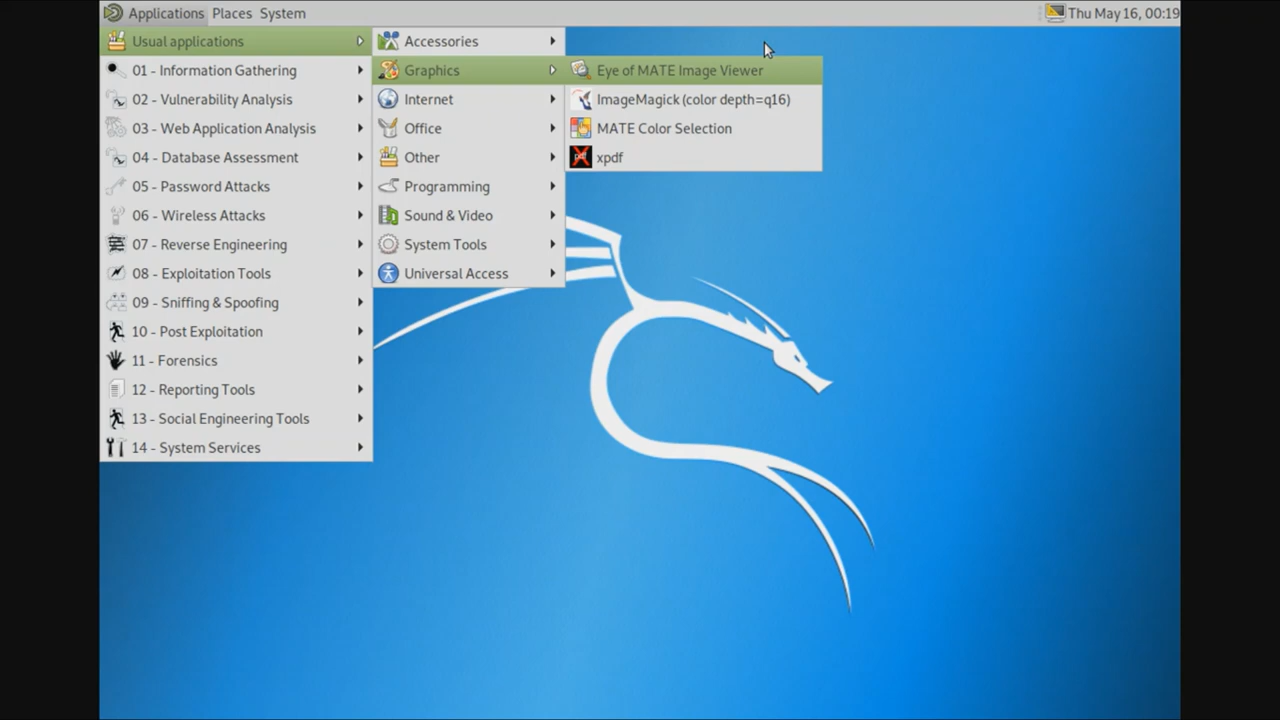 Applications Places System
Thu May 16, 00:19
Usual applications
01 - Information Gathering
02 - Vulnerability Analysis
03 - Web Application Analysis
04 - Database Assessment
05 - Password Attacks
06 - Wireless Attacks
07 - Reverse Engineering
08 - Exploitation Tools
09 - Sniffing & Spoofing
10 - Post Exploitation
11 - Forensics
12 - Reporting Tools
13 - Social Engineering Tools
14 - System Services
Accessories
Graphics
Internet
Office
Other
Programming
Sound & Video
System Tools
Universal Access
Eye of MATE Image Viewer
ImageMagick (color depth=q16)
MATE Color Selection
pdf xpdf